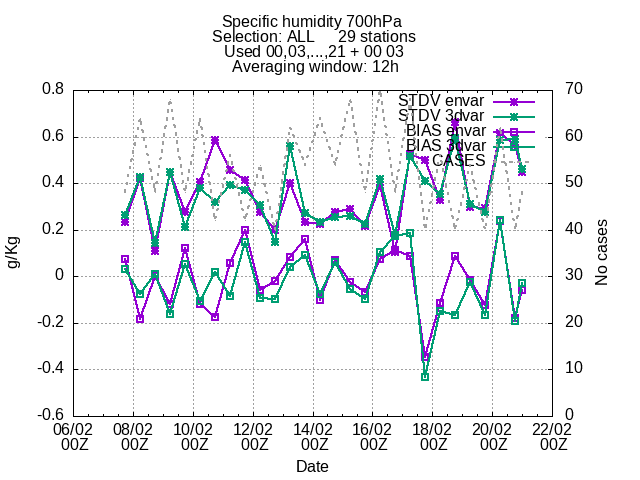 Specific humidity 700hPa
Selection: ALL 29 stations
Used 00,03,...,21 + 00 03
Averaging window: 12h
0.8
0.6
0.4
0.2
0
-0.2
-0.4
-0.6
g/Kg
70
60
50
40
30
20
10
0
No cases
STDV envar
STDV 3dvar
BIAS envar
BIAS 3dvar
CASES
06/02 08/02 10/02 12/02 14/02 16/02 18/02 20/02 22/02
00Z 00Z 00Z 00Z 00Z 00Z 00Z 00Z 00Z
Date